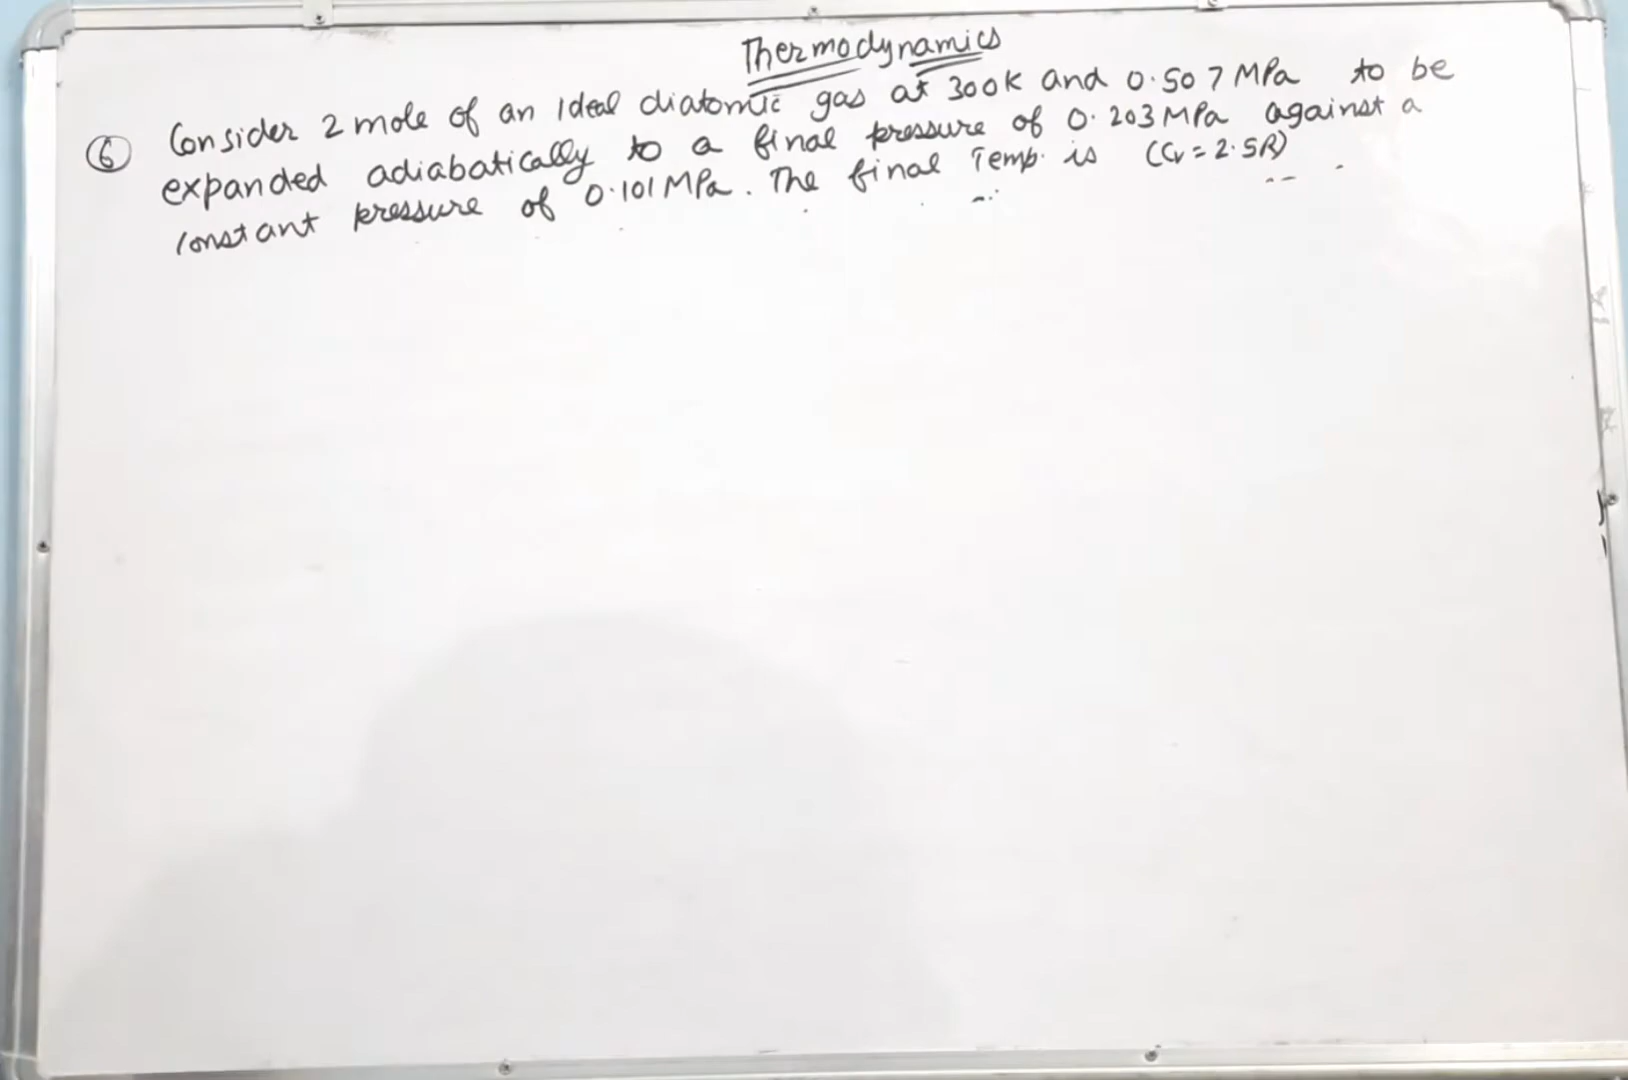 Thermodynamics
⑥ Consider 2 mole of an Ideal diatomic gas at 300K and 0.507 MPa to be
expanded adiabatically to a final pressure of 0.203 MPa against a
constant pressure of 0.101 MPa. The final Temp. is (Cv = 2.5R)